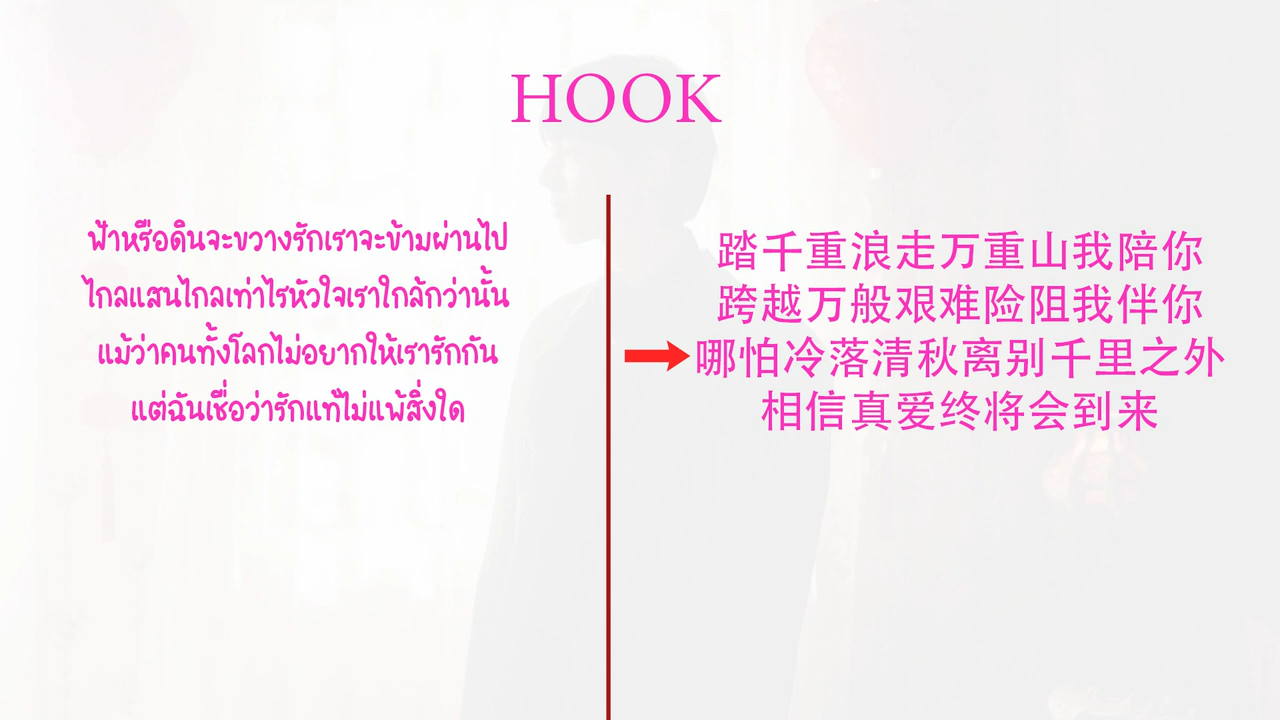 HOOK
ฟ้าหรือดินจะขวางรักเราจะข้ามผ่านไป
ไกลแสนไกลเท่าไรหัวใจเราใกล้กว่านั้น
แม้ว่าคนทั้งโลกไม่อยากให้เรารักกัน
แต่ฉันเชื่อว่ารักแท้ไม่แพ้สิ่งใด
踏千重浪走万重山我陪你
跨越万般艰难险阻我伴你
哪怕冷落清秋离别千里之外
相信真爱终将会到来